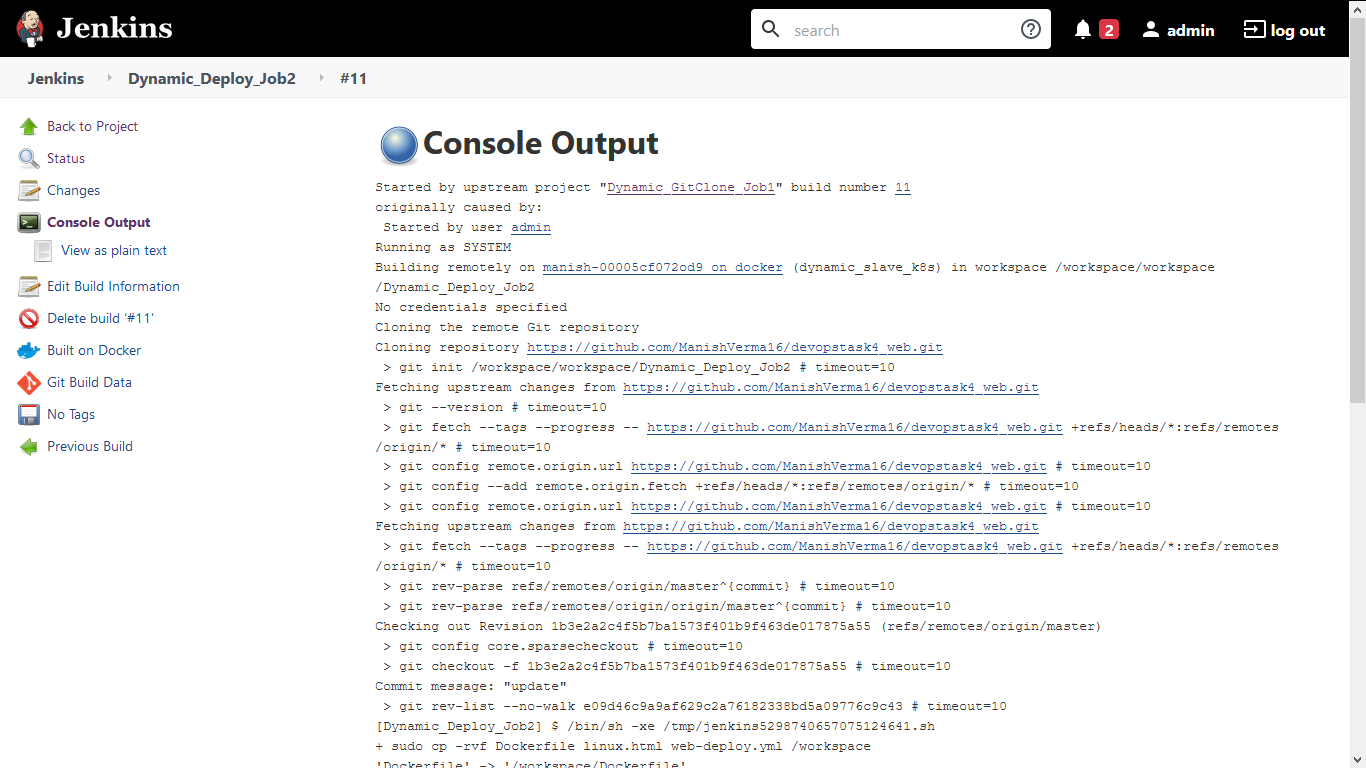 Jenkins
search
2
admin
log out
Jenkins
Dynamic_Deploy_Job2
#11
Back to Project
Status
Changes
Console Output
View as plain text
Edit Build Information
Delete build ‘#11’
Built on Docker
Git Build Data
No Tags
Previous Build
Console Output
Started by upstream project "Dynamic_GitClone_Job1" build number 11
originally caused by:
Started by user admin
Running as SYSTEM
Building remotely on manish-00005cf072od9 on docker (dynamic_slave_k8s) in workspace /workspace/workspace
/Dynamic_Deploy_Job2
No credentials specified
Cloning the remote Git repository
Cloning repository https://github.com/ManishVerma16/devopstask4_web.git
> git init /workspace/workspace/Dynamic_Deploy_Job2 # timeout=10
Fetching upstream changes from https://github.com/ManishVerma16/devopstask4_web.git
> git --version # timeout=10
> git fetch --tags --progress -- https://github.com/ManishVerma16/devopstask4_web.git +refs/heads/*:refs/remotes
/origin/* # timeout=10
> git config remote.origin.url https://github.com/ManishVerma16/devopstask4_web.git # timeout=10
> git config --add remote.origin.fetch +refs/heads/*:refs/remotes/origin/* # timeout=10
> git config remote.origin.url https://github.com/ManishVerma16/devopstask4_web.git # timeout=10
Fetching upstream changes from https://github.com/ManishVerma16/devopstask4_web.git
> git fetch --tags --progress -- https://github.com/ManishVerma16/devopstask4_web.git +refs/heads/*:refs/remotes
/origin/* # timeout=10
> git rev-parse refs/remotes/origin/master^{commit} # timeout=10
> git rev-parse refs/remotes/origin/origin/master^{commit} # timeout=10
Checking out Revision 1b3e2a2c4f5b7ba1573f401b9f463de017875a55 (refs/remotes/origin/master)
> git config core.sparsecheckout # timeout=10
> git checkout -f 1b3e2a2c4f5b7ba1573f401b9f463de017875a55 # timeout=10
Commit message: "update"
> git rev-list --no-walk e09d46c9a9af629c2a76182338bd5a09776c9c43 # timeout=10
[Dynamic_Deploy_Job2] $ /bin/sh -xe /tmp/jenkins5298740657075124641.sh
+ sudo cp -rvf Dockerfile linux.html web-deploy.yml /workspace
'Dockerfile' -> '/workspace/Dockerfile'